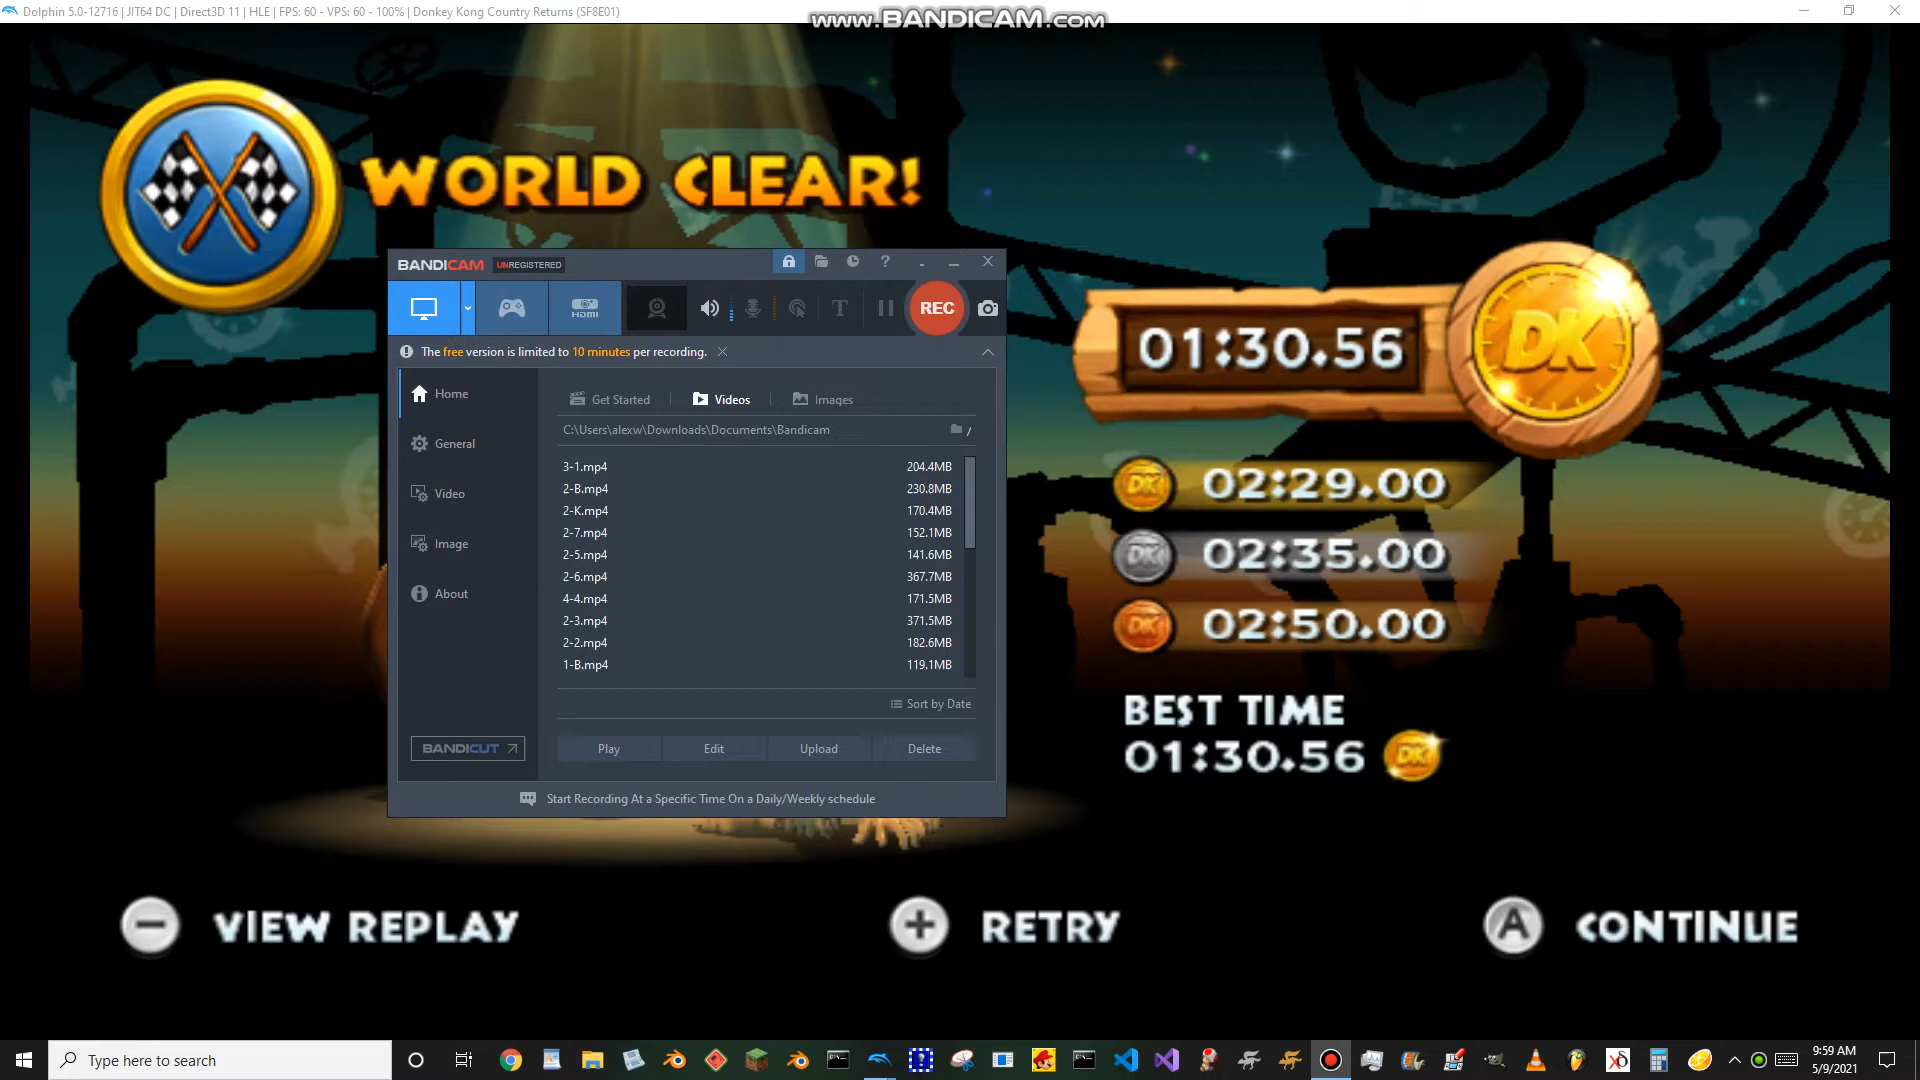 Dolphin 5.0-12716 | JIT64 DC | Direct3D 11 | HLE | FPS: 60 - VPS: 60 - 100% | Donkey Kong Country Returns (SF8E01)
www.BANDICAM.com
WORLD CLEAR!
BANDICAM UNREGISTERED
HDMI
T
REC
The free version is limited to 10 minutes per recording.
Home
General
Video
Image
About
BANDICUT
Get Started
Videos
Images
C:\Users\alexw\Downloads\Documents\Bandicam
/
3-1.mp4 204.4MB
2-B.mp4 230.8MB
2-K.mp4 170.4MB
2-7.mp4 152.1MB
2-5.mp4 141.6MB
2-6.mp4 367.7MB
4-4.mp4 171.5MB
2-3.mp4 371.5MB
2-2.mp4 182.6MB
1-B.mp4 119.1MB
Sort by Date
Play Edit Upload Delete
Start Recording At a Specific Time On a Daily/Weekly schedule
01:30.56
DK
DK 02:29.00
DK 02:35.00
DK 02:50.00
BEST TIME
01:30.56 DK
VIEW REPLAY
RETRY
A CONTINUE
Type here to search
9:59 AM
5/9/2021